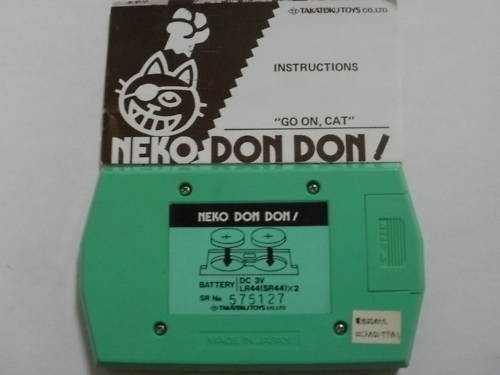 TAKATOKU TOYS CO.,LTD.
INSTRUCTIONS
"GO ON, CAT"
NEKO DON DON!
NEKO DON DON!
+ +
BATTERY DC 3V
LR44(SR44)×2
SR No. 575127
TAKATOKU TOYS CO.,LTD.
OPEN
MADE IN JAPAN